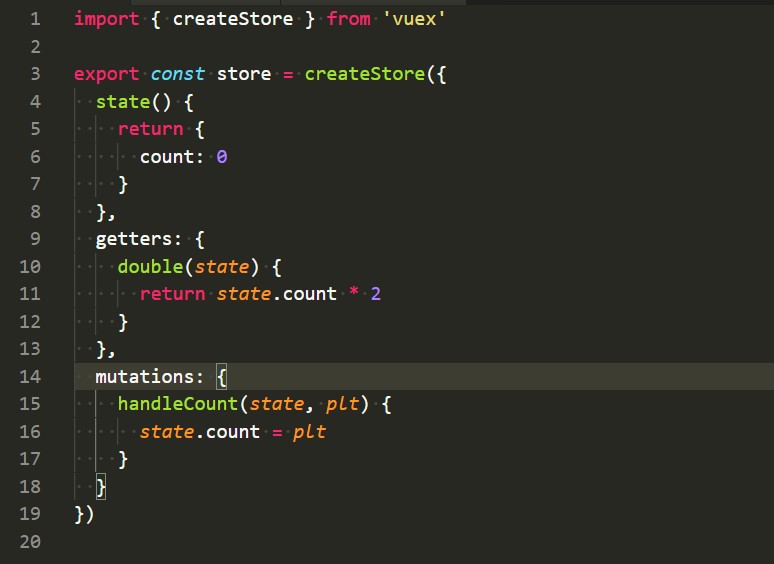 1 import { createStore } from 'vuex'
2
3 export const store = createStore({
4   state() {
5     return {
6       count: 0
7     }
8   },
9   getters: {
10     double(state) {
11       return state.count * 2
12     }
13   },
14   mutations: {
15     handleCount(state, plt) {
16       state.count = plt
17     }
18   }
19 })
20